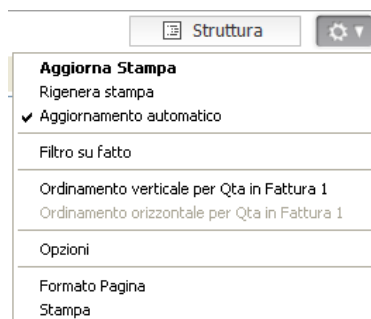 Struttura
Aggiorna Stampa
Rigenera stampa
Aggiornamento automatico
Filtro su fatto
Ordinamento verticale per Qta in Fattura 1
Ordinamento orizzontale per Qta in Fattura 1
Opzioni
Formato Pagina
Stampa